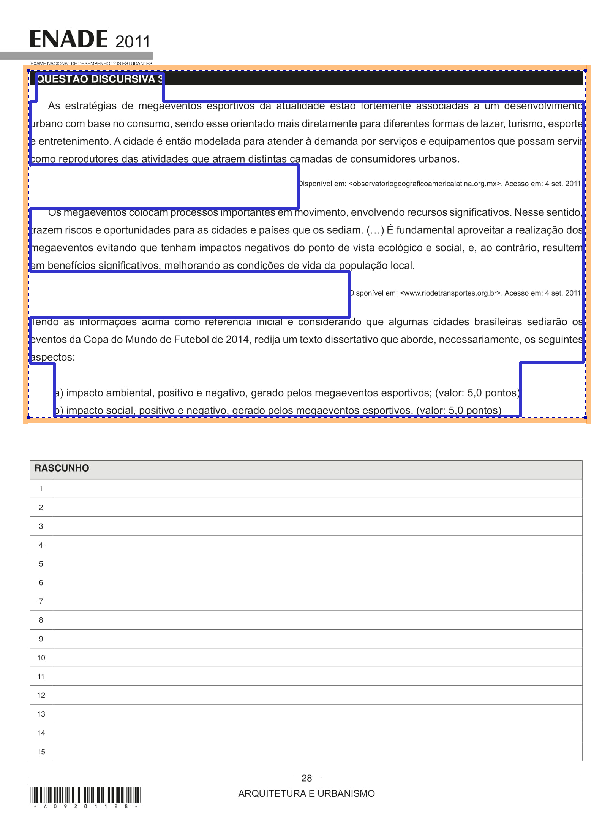 ENADE 2011
EXAME NACIONAL DE DESEMPENHO DOS ESTUDANTES
QUESTÃO DISCURSIVA 3
As estratégias de megaeventos esportivos da atualidade estão fortemente associadas a um desenvolvimento
urbano com base no consumo, sendo esse orientado mais diretamente para diferentes formas de lazer, turismo, esporte
e entretenimento. A cidade é então modelada para atender à demanda por serviços e equipamentos que possam servir
como reprodutores das atividades que atraem distintas camadas de consumidores urbanos.
Disponível em: <observatoriogeograficoamericalatina.org.mx>. Acesso em: 4 set. 2011.
Os megaeventos colocam processos importantes em movimento, envolvendo recursos significativos. Nesse sentido,
trazem riscos e oportunidades para as cidades e países que os sediam. (…) É fundamental aproveitar a realização dos
megaeventos evitando que tenham impactos negativos do ponto de vista ecológico e social, e, ao contrário, resultem
em benefícios significativos, melhorando as condições de vida da população local.
Disponível em: <www.riodetransportes.org.br>. Acesso em: 4 set. 2011.
Tendo as informações acima como referência inicial e considerando que algumas cidades brasileiras sediarão os
eventos da Copa do Mundo de Futebol de 2014, redija um texto dissertativo que aborde, necessariamente, os seguintes
aspectos:
a) impacto ambiental, positivo e negativo, gerado pelos megaeventos esportivos; (valor: 5,0 pontos)
b) impacto social, positivo e negativo, gerado pelos megaeventos esportivos. (valor: 5,0 pontos)
RASCUNHO
1
2
3
4
5
6
7
8
9
10
11
12
13
14
15
28
ARQUITETURA E URBANISMO